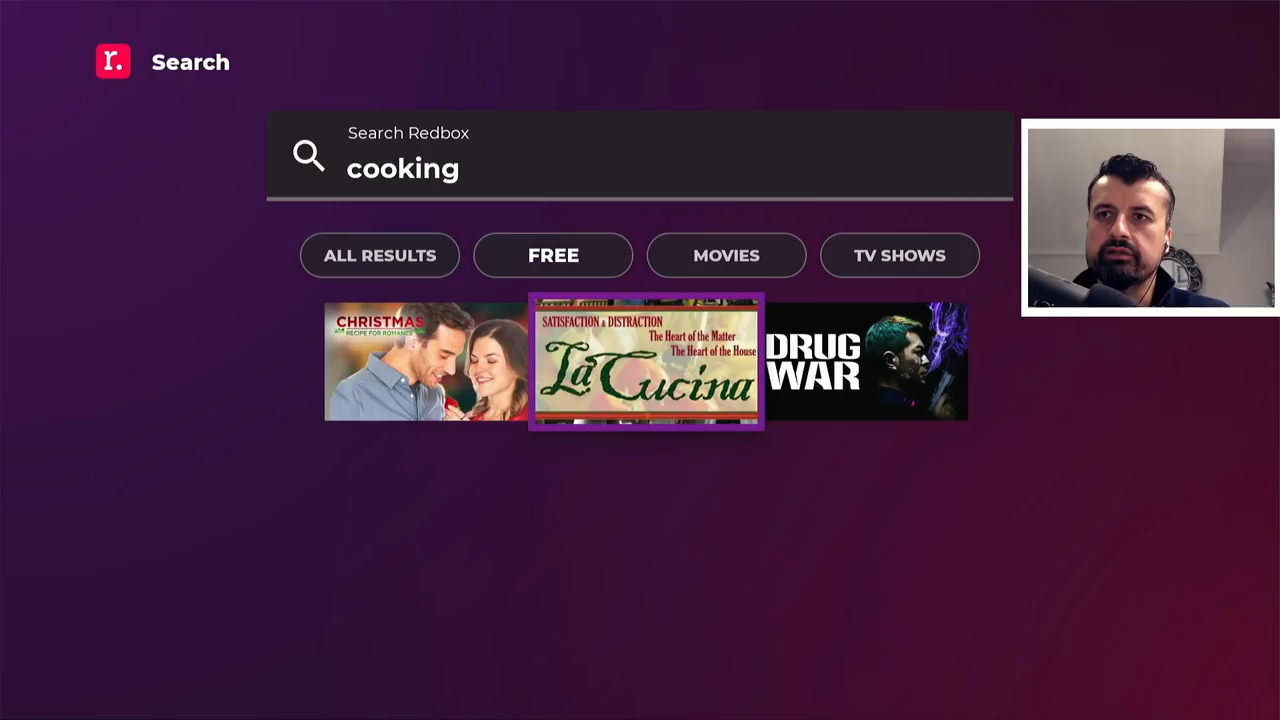 r.
Search
Search Redbox
cooking
ALL RESULTS
FREE
MOVIES
TV SHOWS
CHRISTMAS
RECIPE FOR ROMANCE
SATISFACTION & DISTRACTION
The Heart of the Matter
The Heart of the House
La Cucina
DRUG
WAR